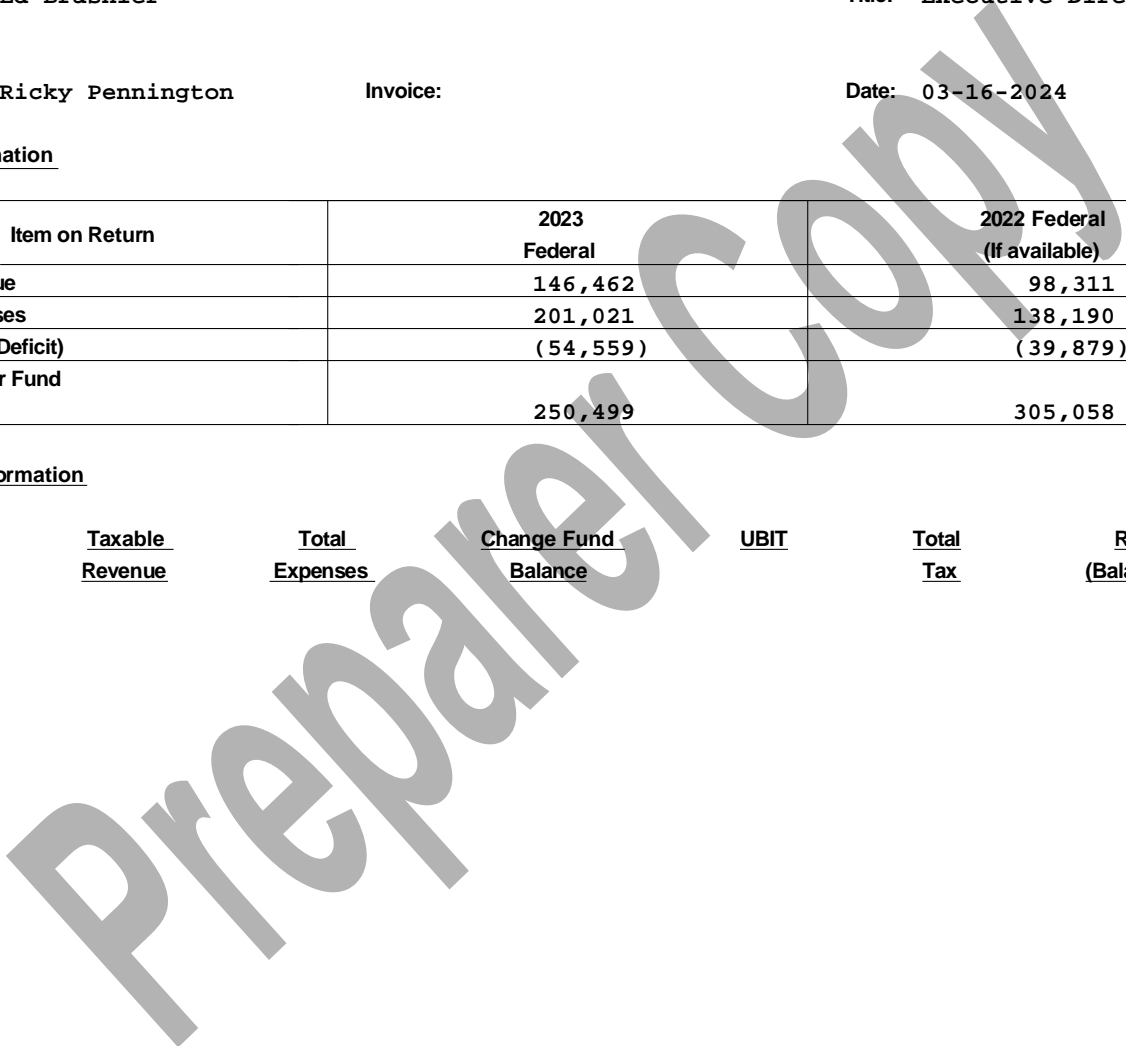 Ricky Pennington Invoice: Date: 03-16-2024
Item on Return 2023 Federal 2022 Federal (If available)
146,462 98,311
201,021 138,190
Deficit) (54,559) (39,879)
Fund
250,499 305,058
Taxable Revenue Total Expenses Change Fund Balance UBIT Total Tax
Preparer Copy